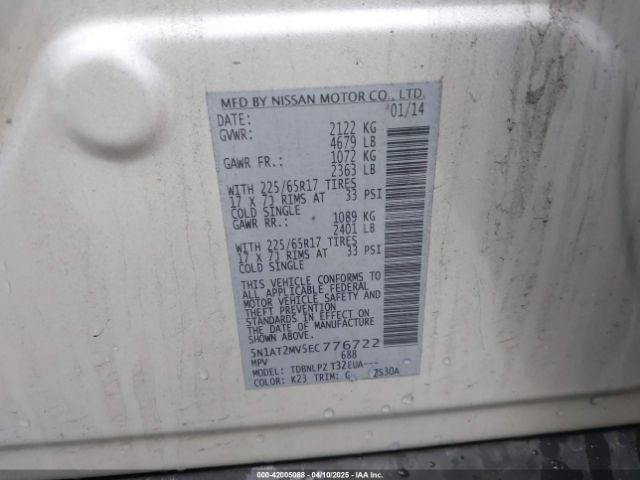 MFD BY NISSAN MOTOR CO., LTD.
DATE: 01/14
GVWR: 2122 KG
4679 LB
GAWR FR.: 1072 KG
2363 LB
WITH 225/65R17 TIRES
17 X 7J RIMS AT 33 PSI
COLD SINGLE
GAWR RR.: 1089 KG
2401 LB
WITH 225/65R17 TIRES
17 X 7J RIMS AT 33 PSI
COLD SINGLE
THIS VEHICLE CONFORMS TO
ALL APPLICABLE FEDERAL
MOTOR VEHICLE SAFETY AND
THEFT PREVENTION
STANDARDS IN EFFECT ON
THE DATE OF MANUFACTURE
SHOWN ABOVE.
5N1AT2MV5EC776722
MPV 688
MODEL: TDBNLPZ T32EUA---
COLOR: K23 TRIM: G 2S30A
000-42005088 - 04/10/2025 - IAAI.COM